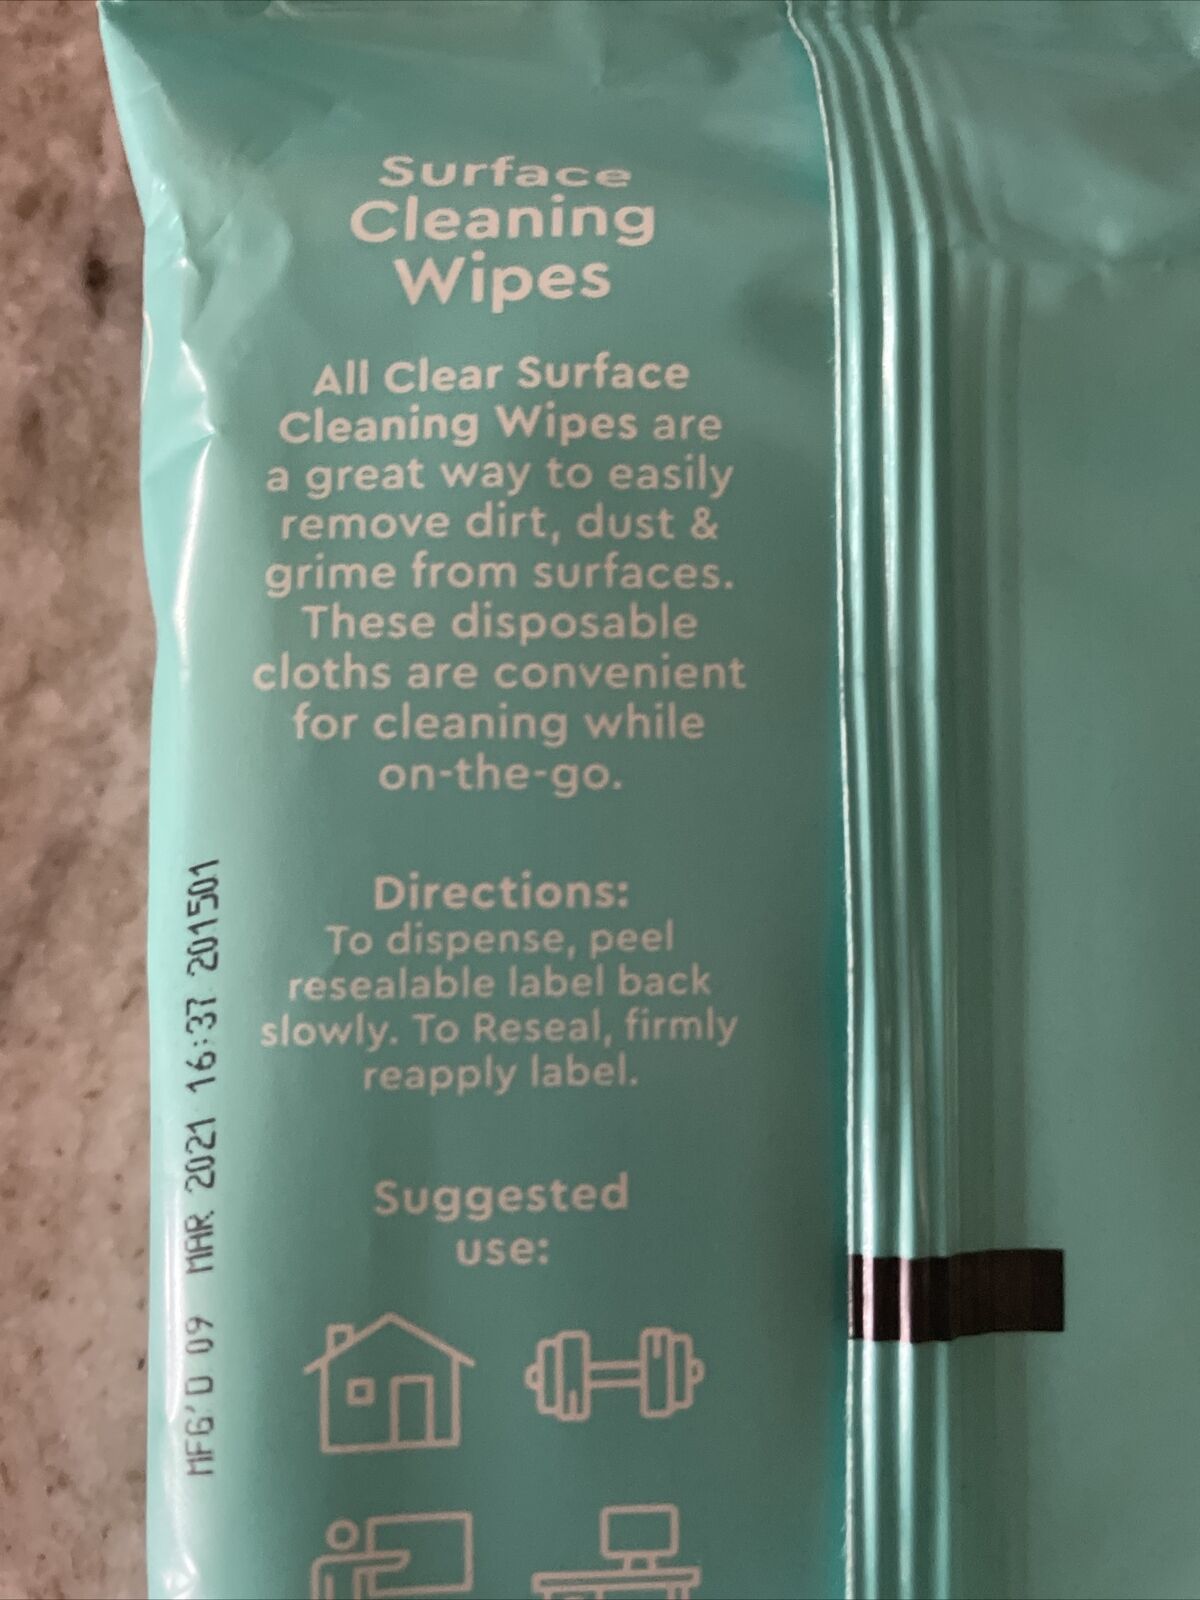 Surface
Cleaning
Wipes
All Clear Surface
Cleaning Wipes are
a great way to easily
remove dirt, dust &
grime from surfaces.
These disposable
cloths are convenient
for cleaning while
on-the-go.
Directions:
To dispense, peel
resealable label back
slowly. To Reseal, firmly
reapply label.
Suggested
use:
MFG'D 09 MAR 2021 16:37 201501